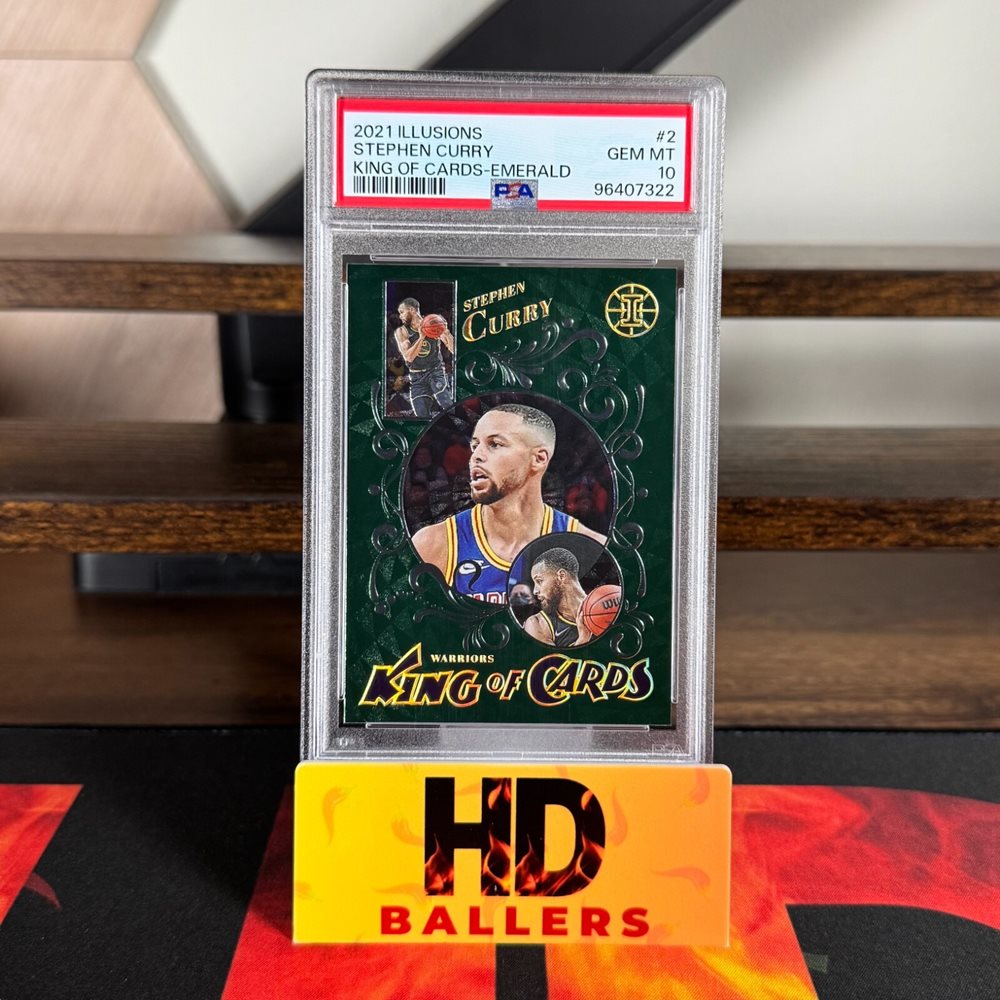 2021 ILLUSIONS #2
STEPHEN CURRY GEM MT
KING OF CARDS-EMERALD 10
PSA 96407322
STEPHEN
CURRY
I
WARRIORS
KING OF CARDS
PSA
HD
BALLERS